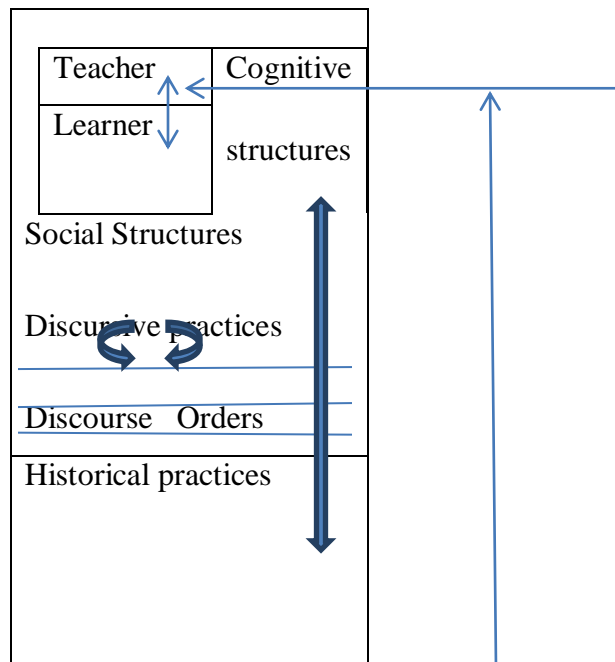 Teacher
Cognitive
Learner
structures
Social Structures
Discursive practices
Discourse Orders
Historical practices